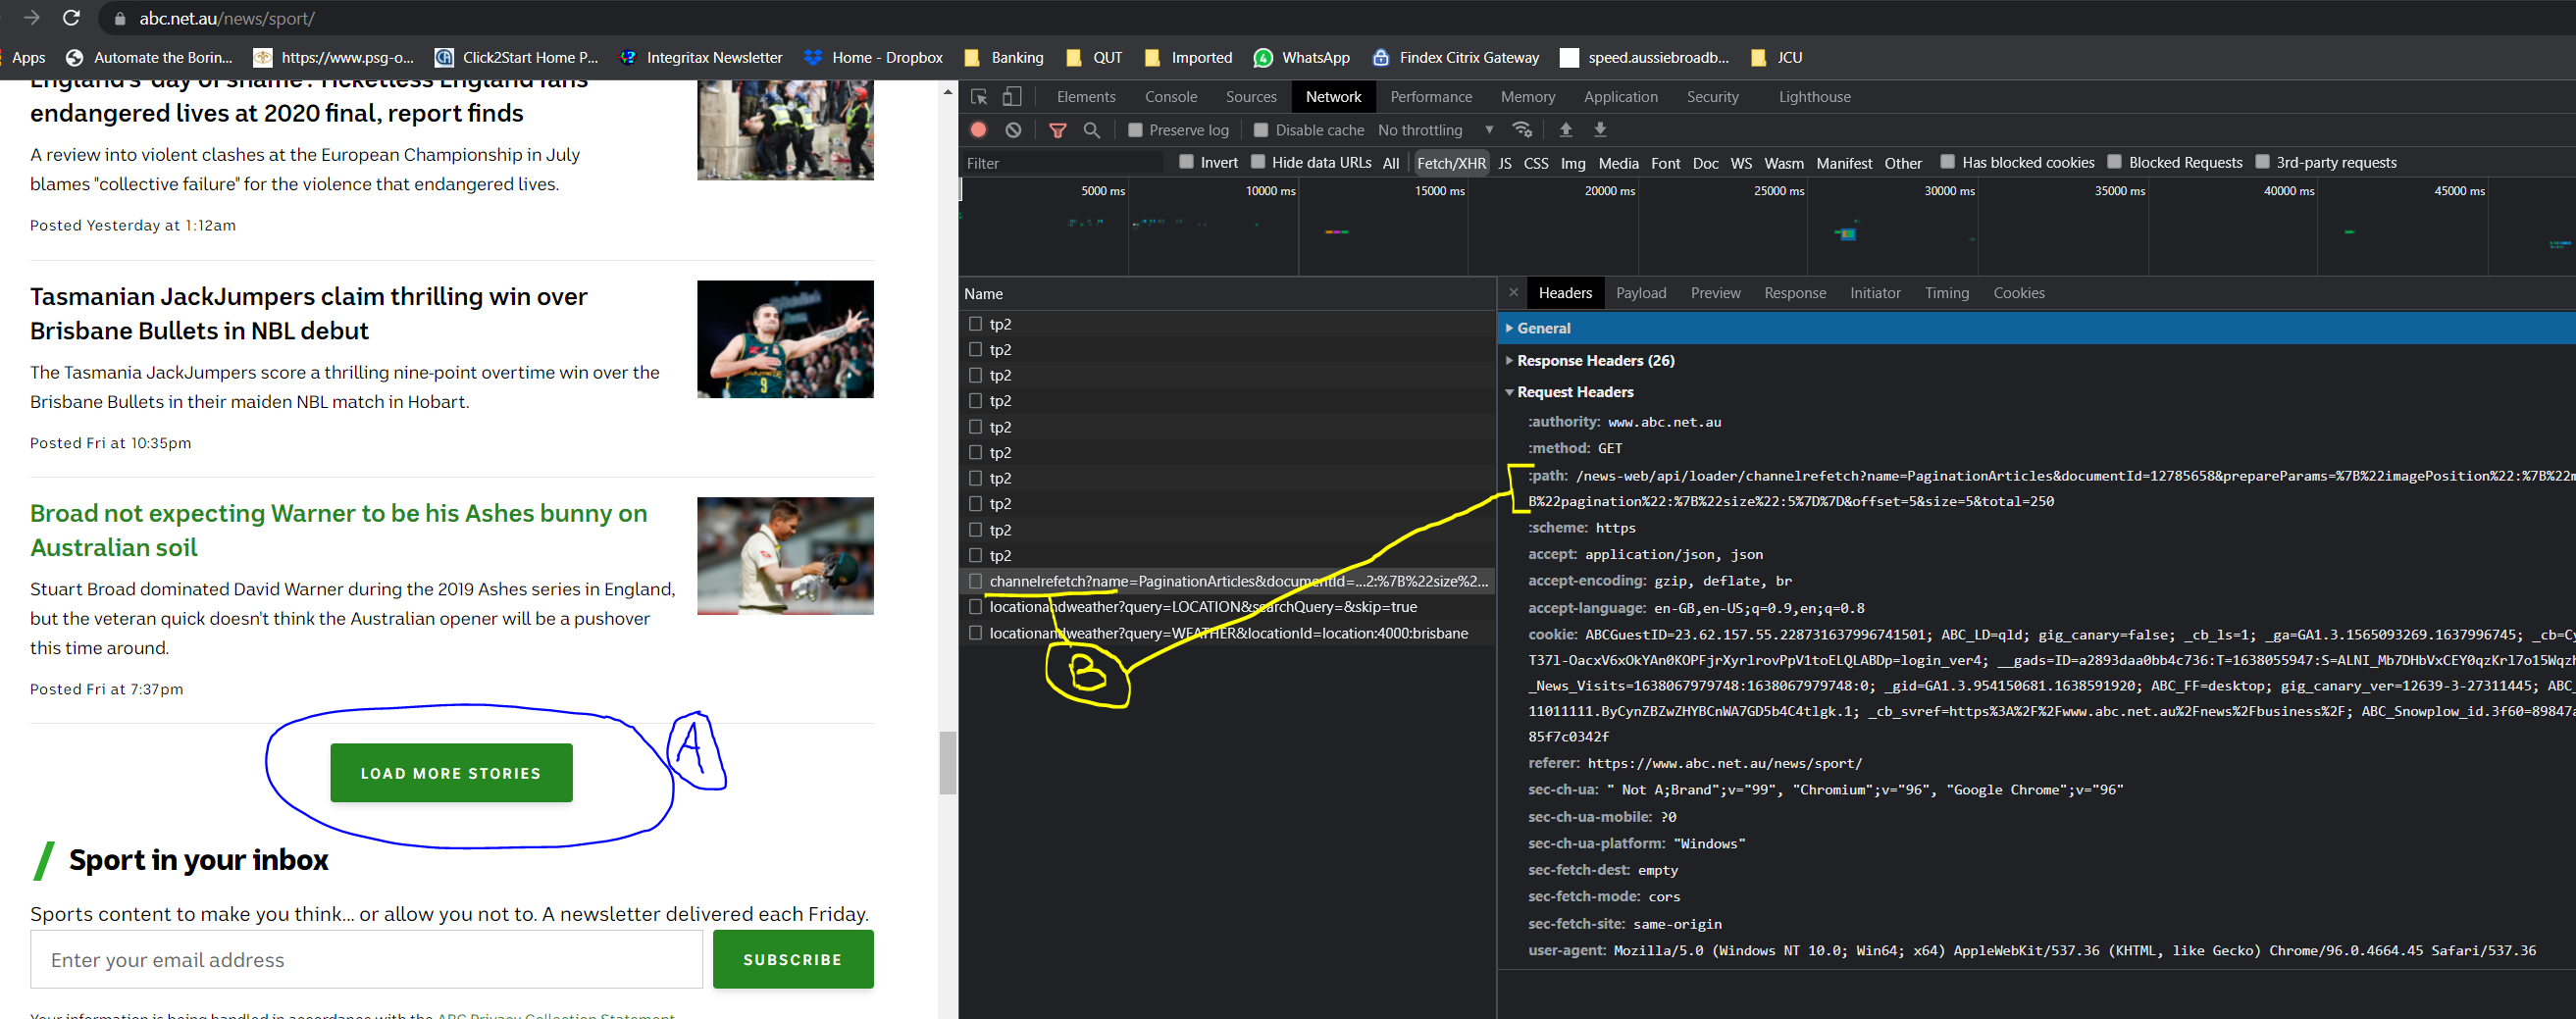 abc.net.au/news/sport/
Apps Automate the Borin... https://www.psg-o... Click2Start Home P... Integritax Newsletter Home - Dropbox Banking QUT Imported WhatsApp Findex Citrix Gateway speed.aussiebroadb... JCU
England's 'day of shame': Ticketless England fans
endangered lives at 2020 final, report finds
A review into violent clashes at the European Championship in July
blames "collective failure" for the violence that endangered lives.
Posted Yesterday at 1:12am
Tasmanian JackJumpers claim thrilling win over
Brisbane Bullets in NBL debut
The Tasmania JackJumpers score a thrilling nine-point overtime win over the
Brisbane Bullets in their maiden NBL match in Hobart.
Posted Fri at 10:35pm
9
Broad not expecting Warner to be his Ashes bunny on
Australian soil
Stuart Broad dominated David Warner during the 2019 Ashes series in England,
but the veteran quick doesn't think the Australian opener will be a pushover
this time around.
Posted Fri at 7:37pm
LOAD MORE STORIES
A
Sport in your inbox
Sports content to make you think... or allow you not to. A newsletter delivered each Friday.
Enter your email address SUBSCRIBE
Your information is being handled in accordance with the ABC Privacy Collection Statement.
Elements Console Sources Network Performance Memory Application Security Lighthouse
Preserve log Disable cache No throttling
Filter Invert Hide data URLs All Fetch/XHR JS CSS Img Media Font Doc WS Wasm Manifest Other Has blocked cookies Blocked Requests 3rd-party requests
5000 ms 10000 ms 15000 ms 20000 ms 25000 ms 30000 ms 35000 ms 40000 ms 45000 ms
Name
tp2
tp2
tp2
tp2
tp2
tp2
tp2
tp2
tp2
tp2
channelrefetch?name=PaginationArticles&documentId=...2:%7B%22size%2...
locationandweather?query=LOCATION&searchQuery=&skip=true
locationandweather?query=WEATHER&locationId=location:4000:brisbane
B
Headers Payload Preview Response Initiator Timing Cookies
General
Response Headers (26)
Request Headers
:authority: www.abc.net.au
:method: GET
:path: /news-web/api/loader/channelrefetch?name=PaginationArticles&documentId=12785658&prepareParams=%7B%22imagePosition%22:%7B%22m
B%22pagination%22:%7B%22size%22:5%7D%7D&offset=5&size=5&total=250
:scheme: https
accept: application/json, json
accept-encoding: gzip, deflate, br
accept-language: en-GB,en-US;q=0.9,en;q=0.8
cookie: ABCGuestID=23.62.157.55.228731637996741501; ABC_LD=qld; gig_canary=false; _cb_ls=1; _ga=GA1.3.1565093269.1637996745; _cb=Cy
T37l-OacxV6xOkYAn0KOPFjrXyrlrovPpV1toELQLABDp=login_ver4; __gads=ID=a2893daa0bb4c736:T=1638055947:S=ALNI_Mb7DHbVxCEY0qzKrl7o15Wqzh
_News_Visits=1638067979748:1638067979748:0; _gid=GA1.3.954150681.1638591920; ABC_FF=desktop; gig_canary_ver=12639-3-27311445; ABC_
11011111.ByCynZBZwZHYBCnWA7GD5b4C4tlgk.1; _cb_svref=https%3A%2F%2Fwww.abc.net.au%2Fnews%2Fbusiness%2F; ABC_Snowplow_id.3f60=89847a
85f7c0342f
referer: https://www.abc.net.au/news/sport/
sec-ch-ua: " Not A;Brand";v="99", "Chromium";v="96", "Google Chrome";v="96"
sec-ch-ua-mobile: ?0
sec-ch-ua-platform: "Windows"
sec-fetch-dest: empty
sec-fetch-mode: cors
sec-fetch-site: same-origin
user-agent: Mozilla/5.0 (Windows NT 10.0; Win64; x64) AppleWebKit/537.36 (KHTML, like Gecko) Chrome/96.0.4664.45 Safari/537.36